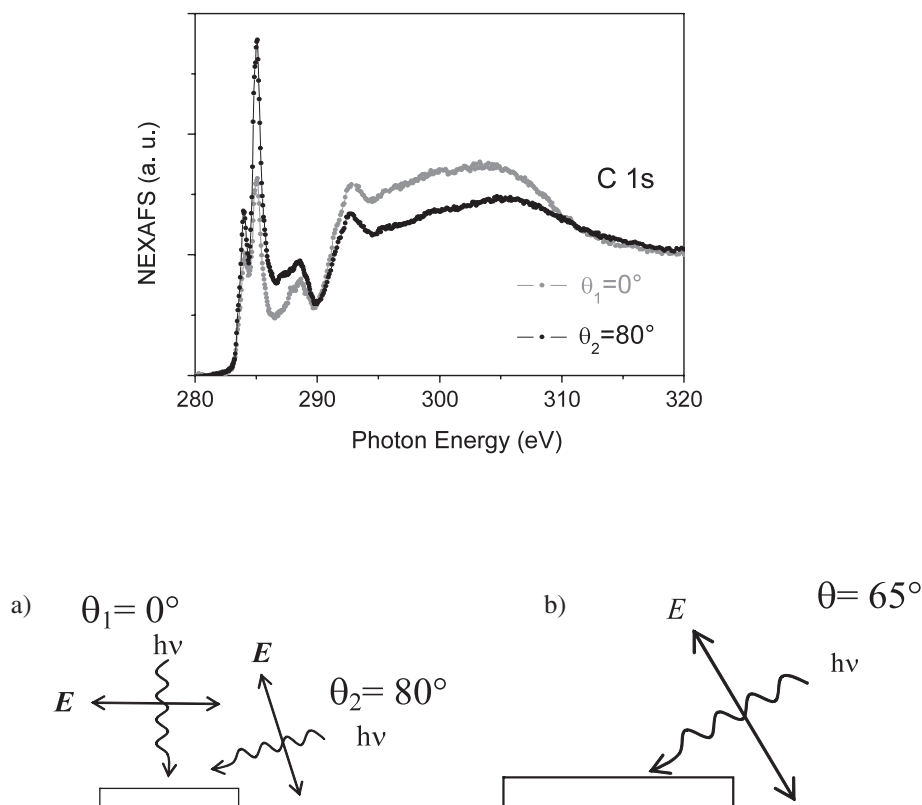 NEXAFS (a. u.)
C 1s
θ₁=0°
θ₂=80°
280 290 300 310 320
Photon Energy (eV)
a)
θ₁= 0°
hν
E
E
θ₂= 80°
hν
b)
θ= 65°
E
hν